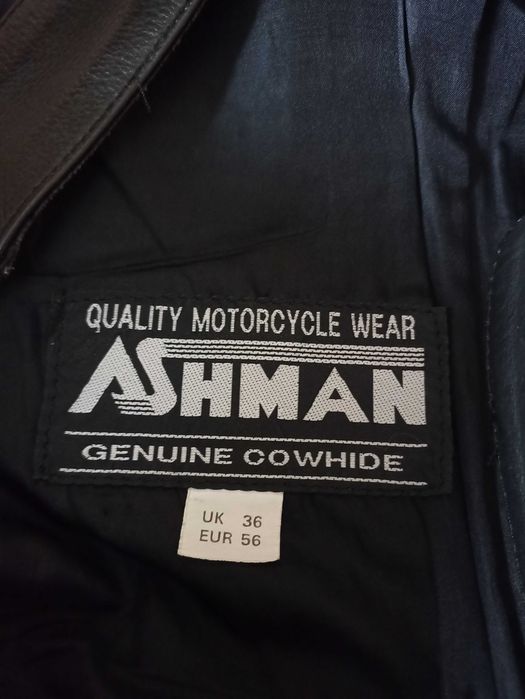 QUALITY MOTORCYCLE WEAR
ASHMAN
GENUINE COWHIDE
UK 36
EUR 56